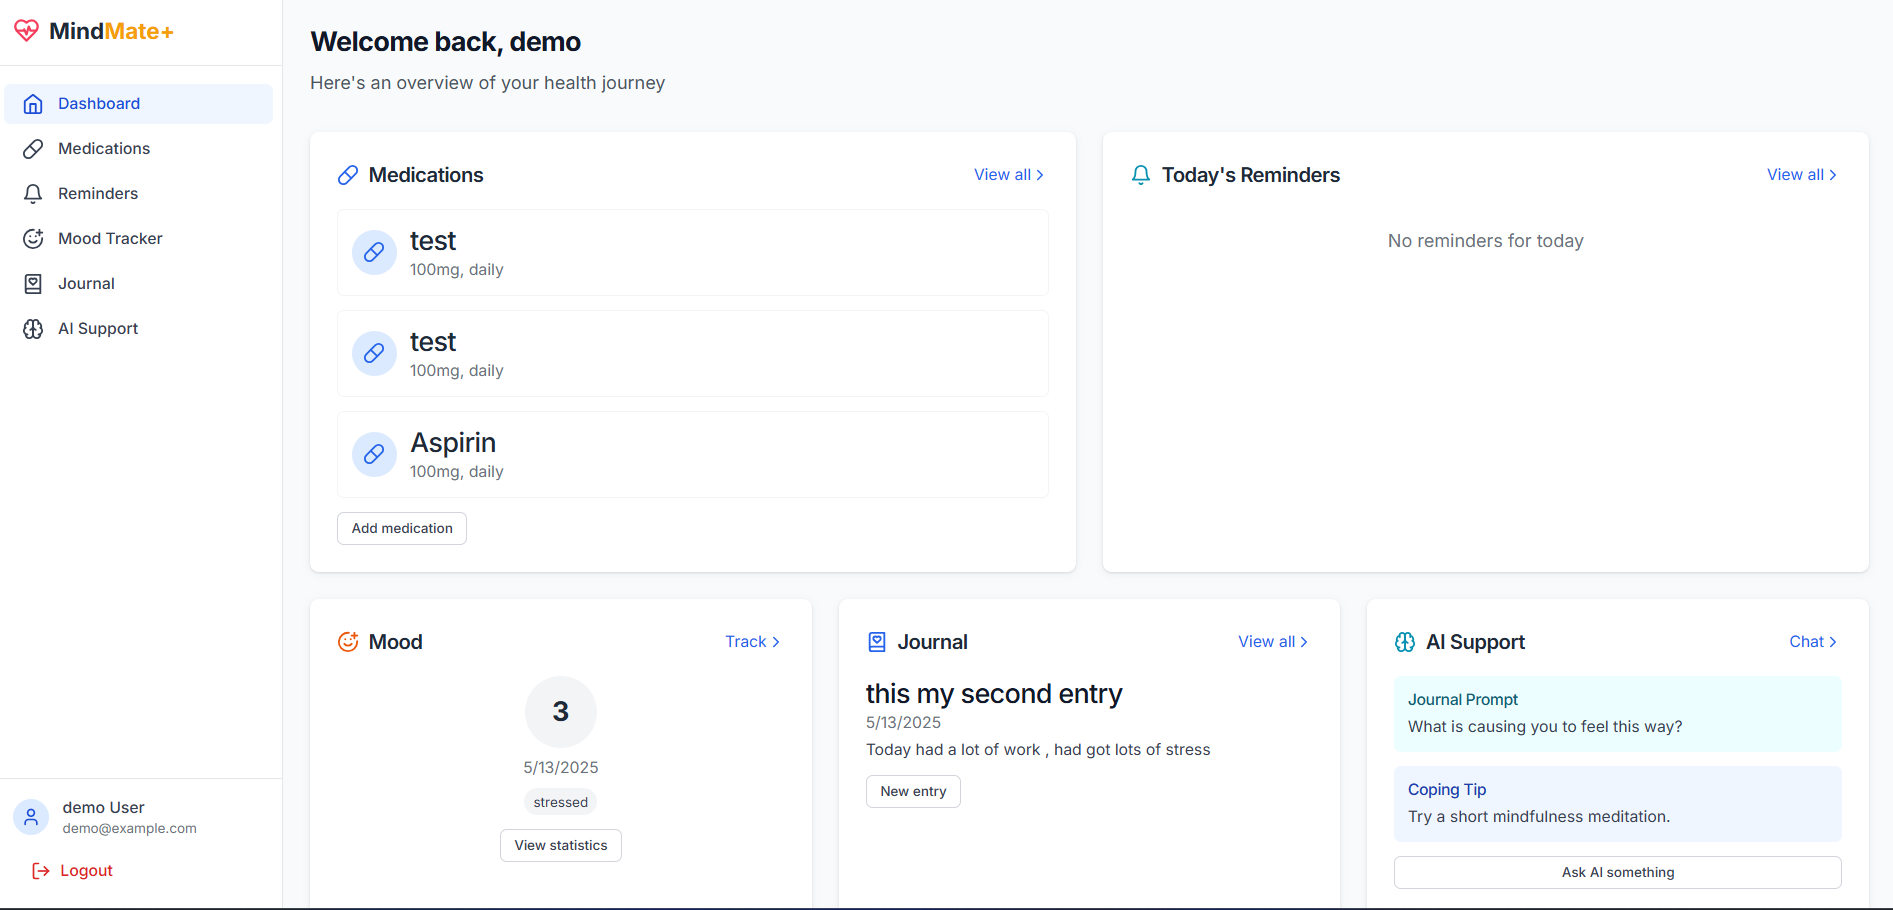 MindMate+
Dashboard
Medications
Reminders
Mood Tracker
Journal
AI Support
demo User
demo@example.com
Logout
Welcome back, demo
Here's an overview of your health journey
Medications
View all
test
100mg, daily
test
100mg, daily
Aspirin
100mg, daily
Add medication
Today's Reminders
View all
No reminders for today
Mood
Track
3
5/13/2025
stressed
View statistics
Journal
View all
this my second entry
5/13/2025
Today had a lot of work , had got lots of stress
New entry
AI Support
Chat
Journal Prompt
What is causing you to feel this way?
Coping Tip
Try a short mindfulness meditation.
Ask AI something